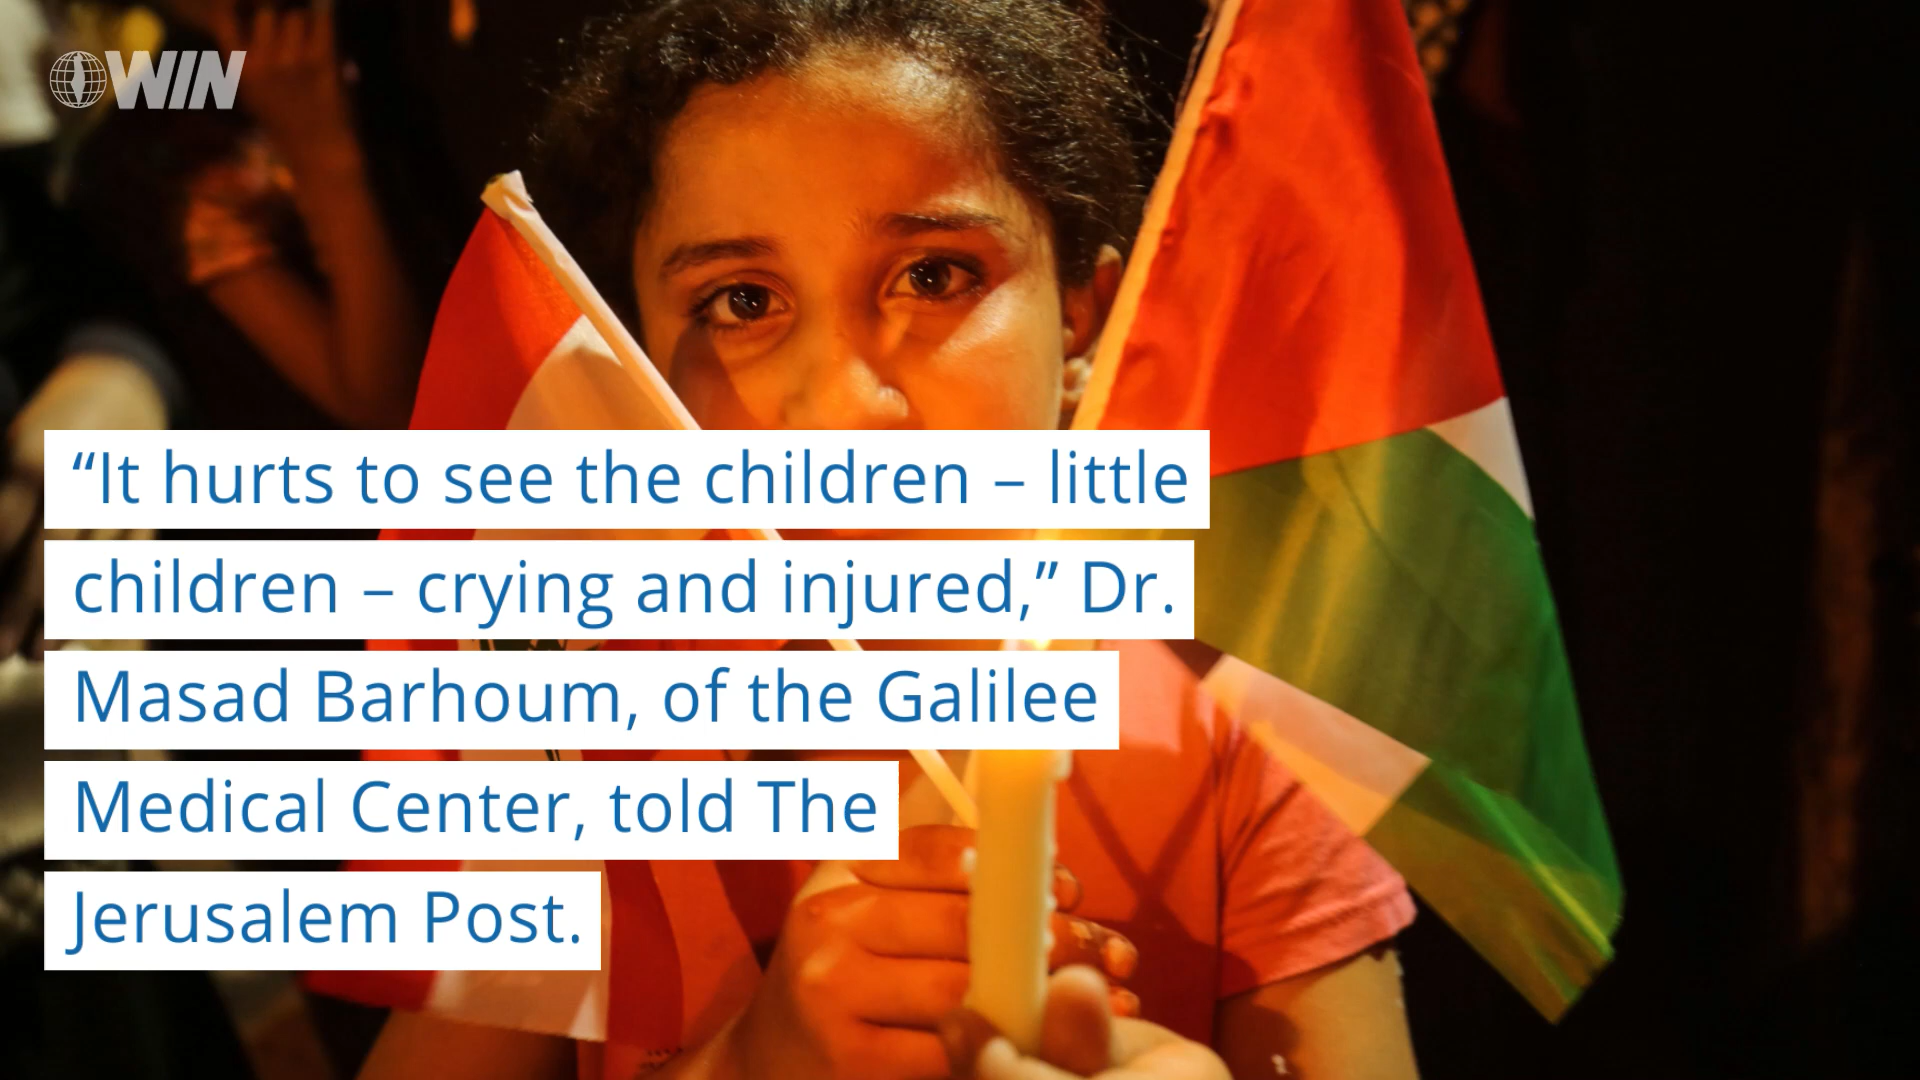 WIN
“It hurts to see the children – little
children – crying and injured,” Dr.
Masad Barhoum, of the Galilee
Medical Center, told The
Jerusalem Post.